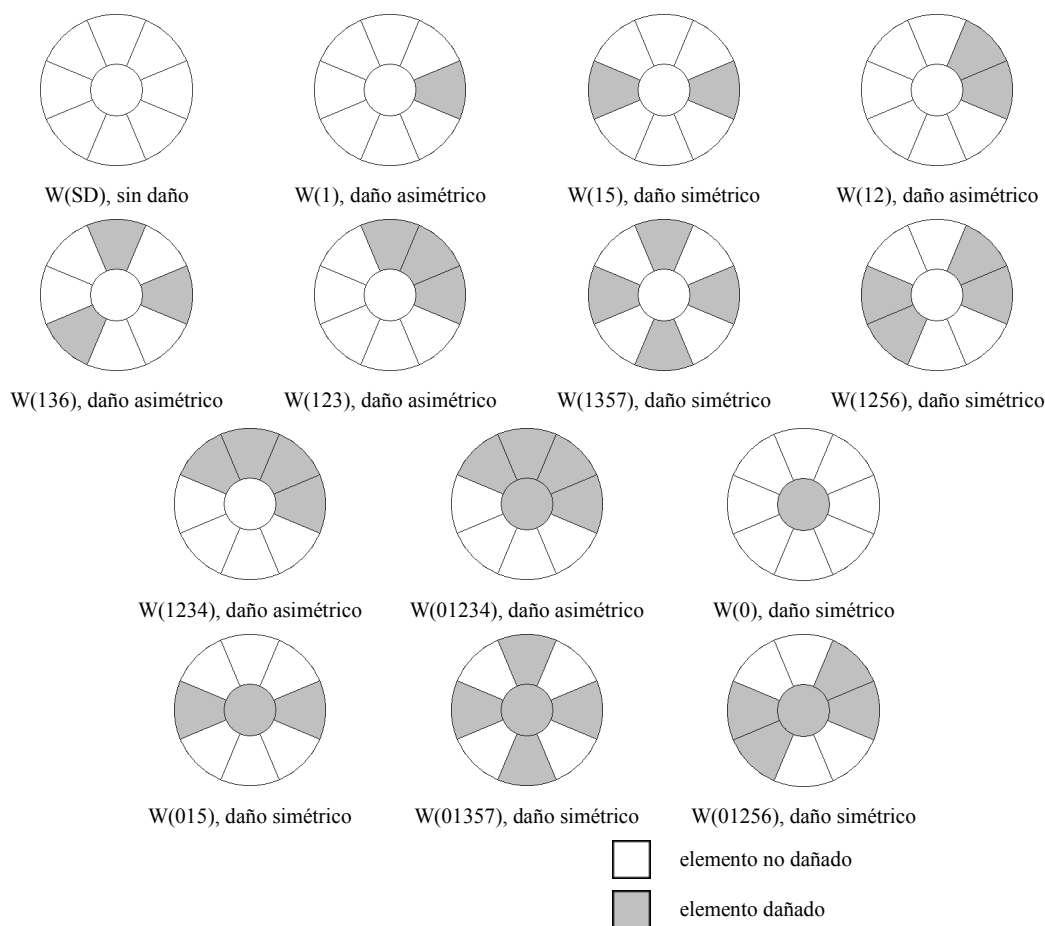 W(SD), sin daño W(1), daño asimétrico W(15), daño simétrico W(12), daño asimétrico
W(136), daño asimétrico W(123), daño asimétrico W(1357), daño simétrico W(1256), daño simétrico
W(1234), daño asimétrico W(01234), daño asimétrico W(0), daño simétrico
W(015), daño simétrico W(01357), daño simétrico W(01256), daño simétrico
elemento no dañado
elemento dañado